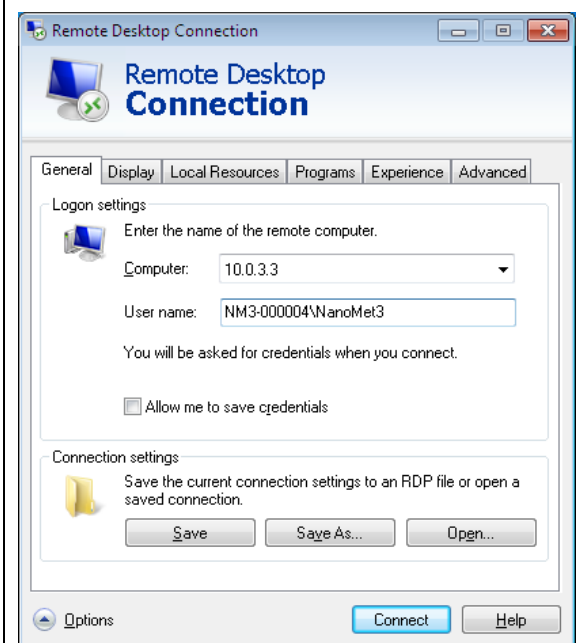 Remote Desktop Connection
Remote Desktop
Connection
General Display Local Resources Programs Experience Advanced
Logon settings
Enter the name of the remote computer.
Computer: 10.0.3.3
User name: NM3-000004\NanoMet3
You will be asked for credentials when you connect.
Allow me to save credentials
Connection settings
Save the current connection settings to an RDP file or open a
saved connection.
Save Save As... Open...
Options Connect Help